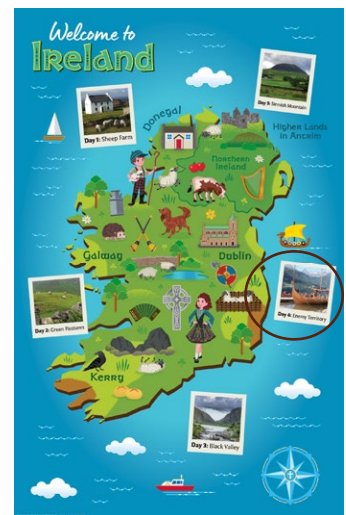 Welcome to
Ireland
Day 1: Sheep Farm
Donegal
Day 5: Slemish Mountain
Higher Lands
in Antrim
Northern
Ireland
Galway
Dublin
Day 2: Green Pastures
Day 4: Enemy Territory
Kerry
Day 3: Black Valley